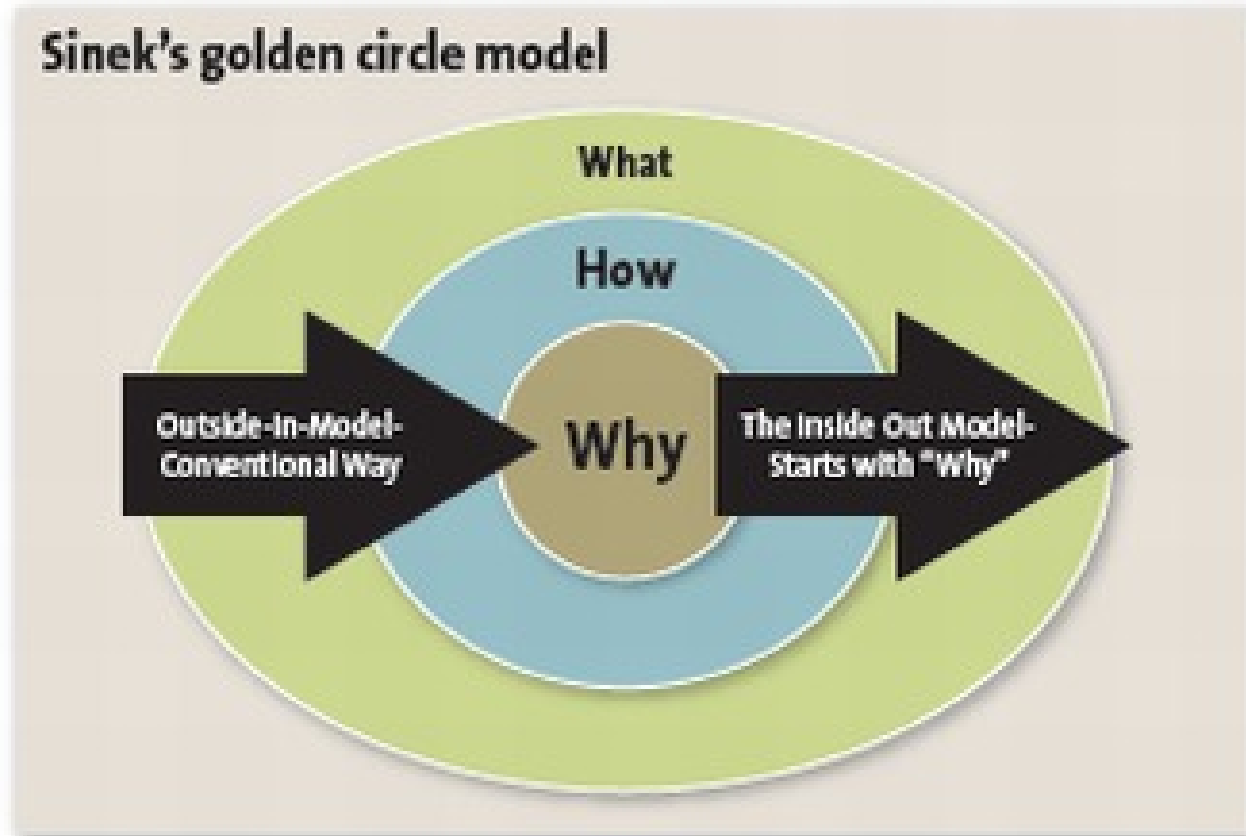 Sinek's golden circle model
What
How
Why
Outside-In-Model-
Conventional Way
The Inside Out Model-
Starts with "Why"